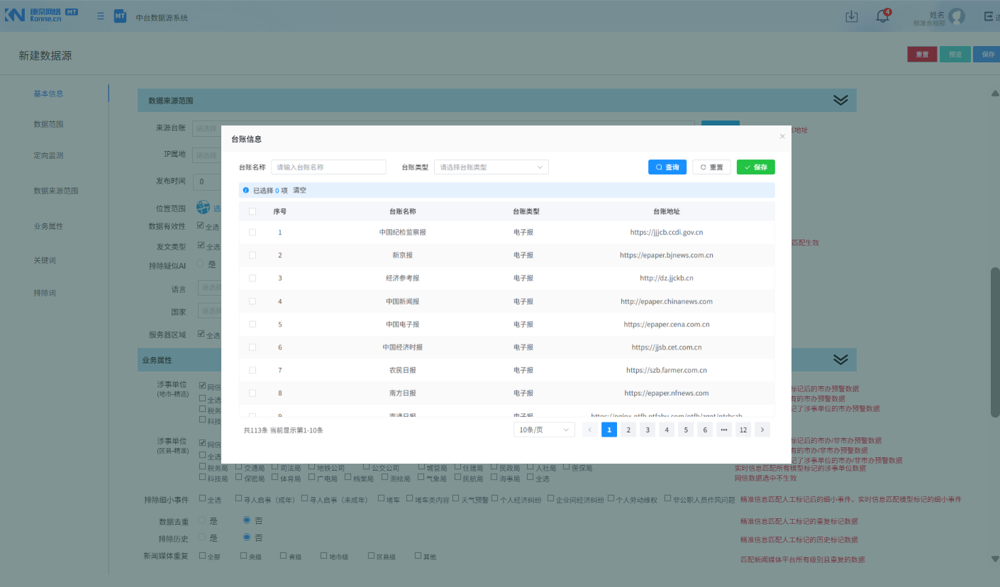 康奈网络 MT
Konne.cn
MT 中台数据源系统
4
姓名
标准合规部
新建数据源
重置 预览 保存
基本信息
数据范围
定向监测
数据来源范围
业务属性
关键词
排除词
数据来源范围
来源台账 请选择
地址
IP属地 请选择
发布时间 0
位置范围 选
数据有效性 全选
发文类型 全选
匹配生效
排除疑似AI 是
语言 请选择
国家 请选择
服务器区域 全选
台账信息
台账名称 请输入台账名称 台账类型 请选择台账类型 查询 重置 保存
已选择 0 项 清空
序号 台账名称 台账类型 台账地址
1 中国纪检监察报 电子报 https://jjjcb.ccdi.gov.cn
2 新京报 电子报 https://epaper.bjnews.com.cn
3 经济参考报 电子报 http://dz.jjckb.cn
4 中国新闻报 电子报 http://epaper.chinanews.com
5 中国电子报 电子报 https://epaper.cena.com.cn
6 中国经济时报 电子报 https://jjsb.cet.com.cn
7 农民日报 电子报 https://szb.farmer.com.cn
8 南方日报 电子报 https://epaper.nfnews.com
9 南通日报 电子报
共113条 当前显示第1-10条 10条/页 1 2 3 4 5 6 ••• 12
业务属性
涉事单位 网信
(地市-精选) 全选
税务
科技
标记后的市办预警数据
有的市办预警数据
记了涉事单位的市办预警数据
涉事单位 网信
(区县-精准) 全选
标记后的市办/非市办预警数据
有的市办/非市办预警数据
记了涉事单位的市办/非市办预警数据
税务局 交通局 司法局 地铁公司 公交公司 城管局 住建局 民政局 人社局 医保局 实时信息匹配所有模型标记的涉事单位数据
科技局 保密局 体育局 广电局 档案局 测绘局 气象局 民航局 海事局 全选 网信数据选中不生效
排除细小事件 全选 寻人启事（成年） 寻人启事（未成年） 堵车 堵车类内容 天气预警 个人经济纠纷 企业间经济纠纷 个人劳动维权 非公职人员作风问题 精准信息匹配人工标记后的细小事件，实时信息匹配模型标记的细小事件
数据去重 是 否 精准信息匹配人工标记的重复标记数据
排除历史 是 否 精准信息匹配人工标记的历史标记数据
新闻媒体重复 全部 央级 省级 地市级 区县级 其他 匹配新闻媒体平台所有级别且重复的数据